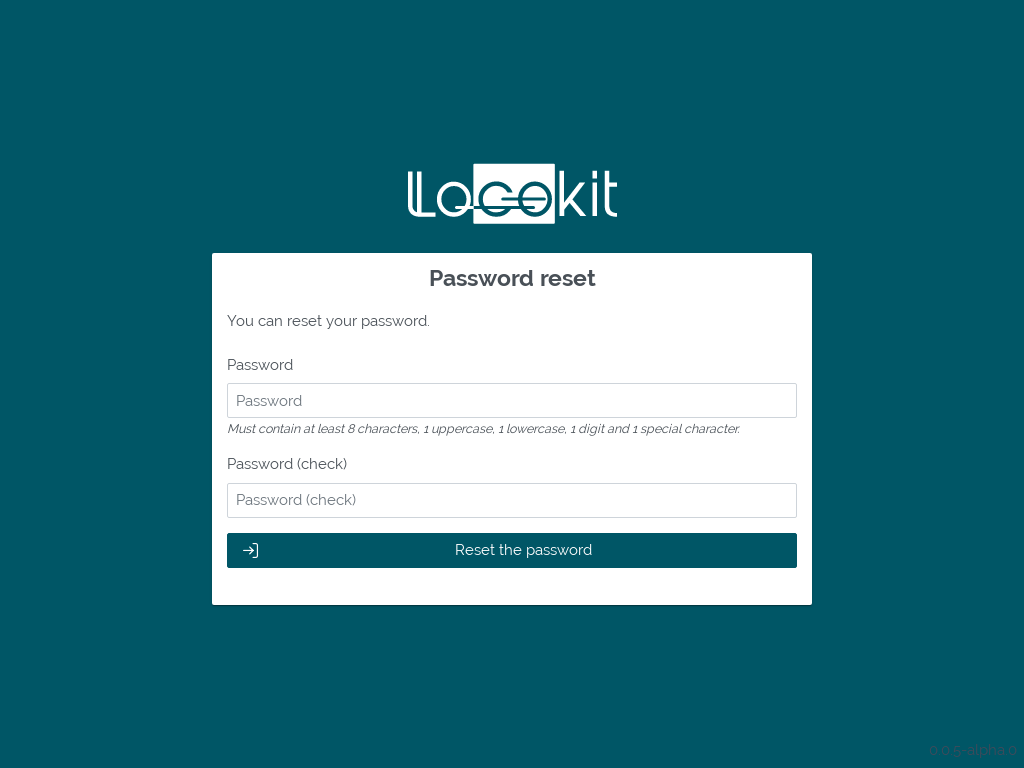 Locokit
Password reset
You can reset your password.
Password
Password
Must contain at least 8 characters, 1 uppercase, 1 lowercase, 1 digit and 1 special character.
Password (check)
Password (check)
Reset the password
0.0.5-alpha.0